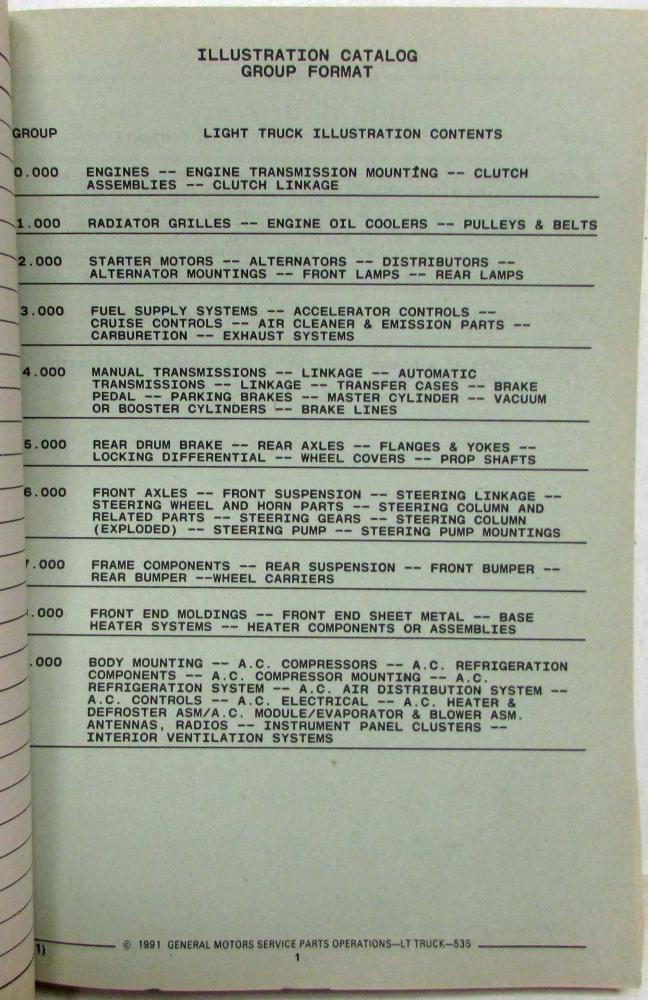 ILLUSTRATION CATALOG
GROUP FORMAT
GROUP LIGHT TRUCK ILLUSTRATION CONTENTS
0.000 ENGINES -- ENGINE TRANSMISSION MOUNTING -- CLUTCH
ASSEMBLIES -- CLUTCH LINKAGE
1.000 RADIATOR GRILLES -- ENGINE OIL COOLERS -- PULLEYS & BELTS
2.000 STARTER MOTORS -- ALTERNATORS -- DISTRIBUTORS --
ALTERNATOR MOUNTINGS -- FRONT LAMPS -- REAR LAMPS
3.000 FUEL SUPPLY SYSTEMS -- ACCELERATOR CONTROLS --
CRUISE CONTROLS -- AIR CLEANER & EMISSION PARTS --
CARBURETION -- EXHAUST SYSTEMS
4.000 MANUAL TRANSMISSIONS -- LINKAGE -- AUTOMATIC
TRANSMISSIONS -- LINKAGE -- TRANSFER CASES -- BRAKE
PEDAL -- PARKING BRAKES -- MASTER CYLINDER -- VACUUM
OR BOOSTER CYLINDERS -- BRAKE LINES
5.000 REAR DRUM BRAKE -- REAR AXLES -- FLANGES & YOKES --
LOCKING DIFFERENTIAL -- WHEEL COVERS -- PROP SHAFTS
6.000 FRONT AXLES -- FRONT SUSPENSION -- STEERING LINKAGE --
STEERING WHEEL AND HORN PARTS -- STEERING COLUMN AND
RELATED PARTS -- STEERING GEARS -- STEERING COLUMN
(EXPLODED) -- STEERING PUMP -- STEERING PUMP MOUNTINGS
7.000 FRAME COMPONENTS -- REAR SUSPENSION -- FRONT BUMPER --
REAR BUMPER --WHEEL CARRIERS
.000 FRONT END MOLDINGS -- FRONT END SHEET METAL -- BASE
HEATER SYSTEMS -- HEATER COMPONENTS OR ASSEMBLIES
.000 BODY MOUNTING -- A.C. COMPRESSORS -- A.C. REFRIGERATION
COMPONENTS -- A.C. COMPRESSOR MOUNTING -- A.C.
REFRIGERATION SYSTEM -- A.C. AIR DISTRIBUTION SYSTEM --
A.C. CONTROLS -- A.C. ELECTRICAL -- A.C. HEATER &
DEFROSTER ASM/A.C. MODULE/EVAPORATOR & BLOWER ASM.
ANTENNAS, RADIOS -- INSTRUMENT PANEL CLUSTERS --
INTERIOR VENTILATION SYSTEMS
1) © 1991 GENERAL MOTORS SERVICE PARTS OPERATIONS—LT TRUCK—53S
1